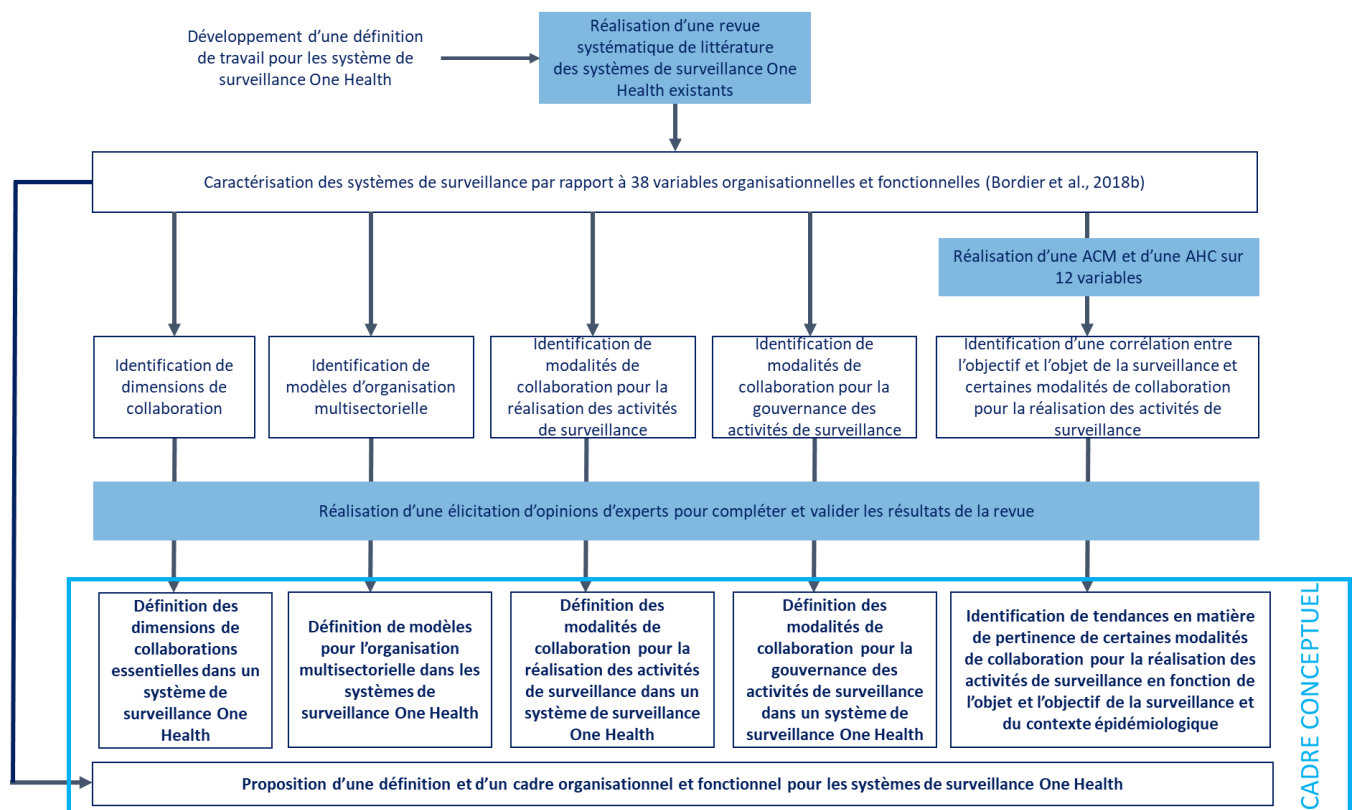 Développement d'une définition
de travail pour les système de
surveillance One Health
Réalisation d'une revue
systématique de littérature
des systèmes de surveillance One
Health existants
Caractérisation des systèmes de surveillance par rapport à 38 variables organisationnelles et fonctionnelles (Bordier et al., 2018b)
Réalisation d'une ACM et d'une AHC sur
12 variables
Identification de
dimensions de
collaboration
Identification de
modèles d'organisation
multisectorielle
Identification de
modalités de
collaboration pour la
réalisation des activités
de surveillance
Identification de
modalités de
collaboration pour la
gouvernance des
activités de surveillance
Identification d'une corrélation entre
l'objectif et l'objet de la surveillance et
certaines modalités de collaboration
pour la réalisation des activités de
surveillance
Réalisation d'une élicitation d'opinions d'experts pour compléter et valider les résultats de la revue
Définition des
dimensions de
collaborations
essentielles dans un
système de
surveillance One
Health
Définition de modèles
pour l'organisation
multisectorielle dans les
systèmes de
surveillance One Health
Définition des
modalités de
collaboration pour la
réalisation des activités
de surveillance dans un
système de surveillance
One Health
Définition des
modalités de
collaboration pour la
gouvernance des
activités de surveillance
dans un système de
surveillance One Health
Identification de tendances en matière
de pertinence de certaines modalités
de collaboration pour la réalisation des
activités de surveillance en fonction de
l'objet et l'objectif de la surveillance et
du contexte épidémiologique
CADRE CONCEPTUEL
Proposition d'une définition et d'un cadre organisationnel et fonctionnel pour les systèmes de surveillance One Health